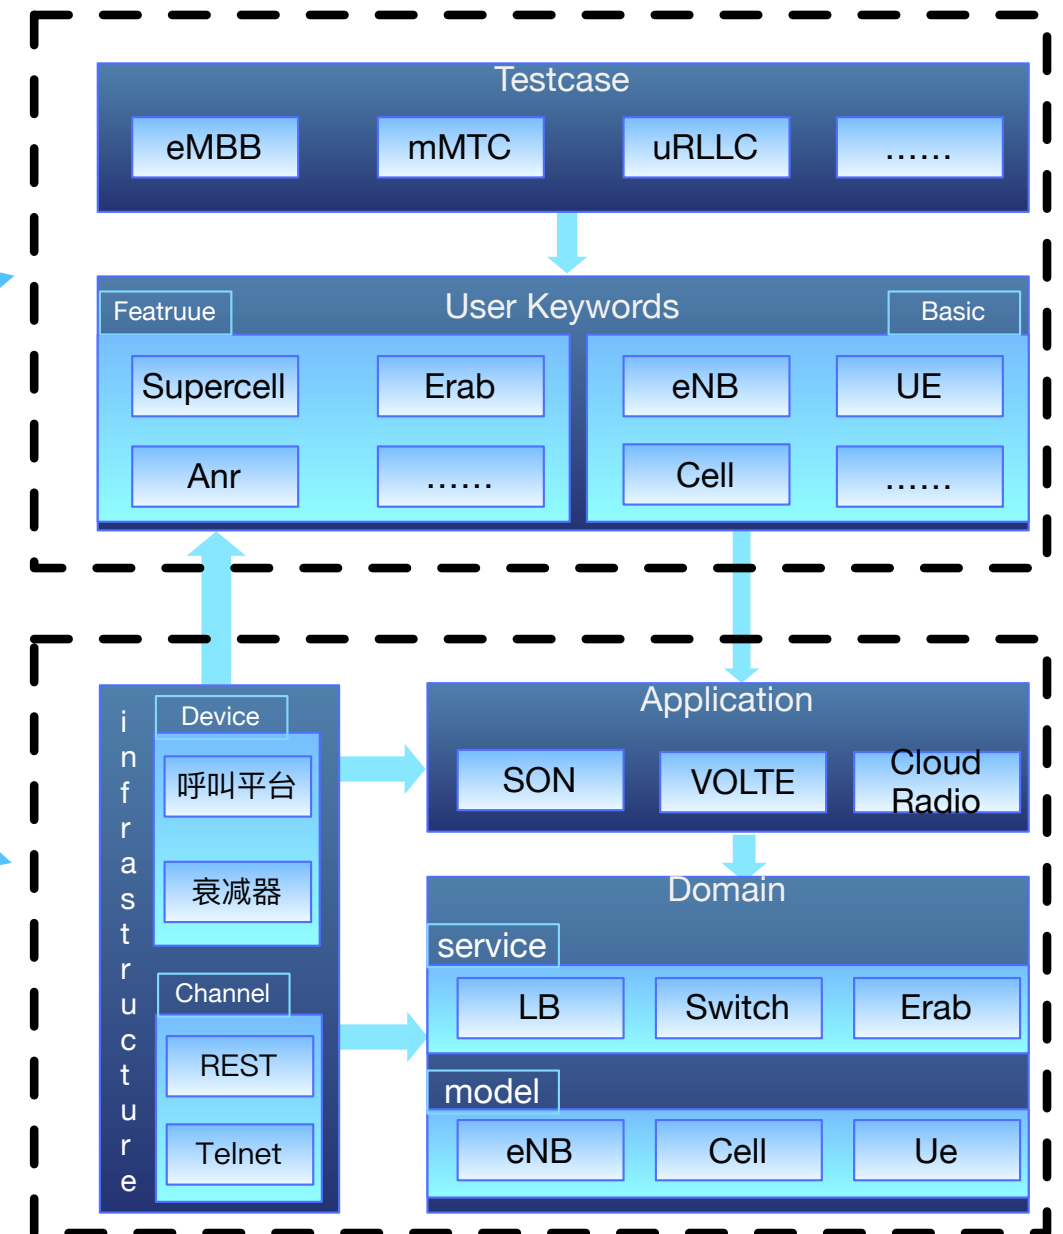 Testcase
eMBB
mMTC
uRLLC
......
User Keywords
Featruue
Basic
Supercell
Erab
eNB
UE
Anr
......
Cell
......
infrastructure
Device
呼叫平台
衰减器
Channel
REST
Telnet
Application
SON
VOLTE
Cloud
Radio
Domain
service
LB
Switch
Erab
model
eNB
Cell
Ue